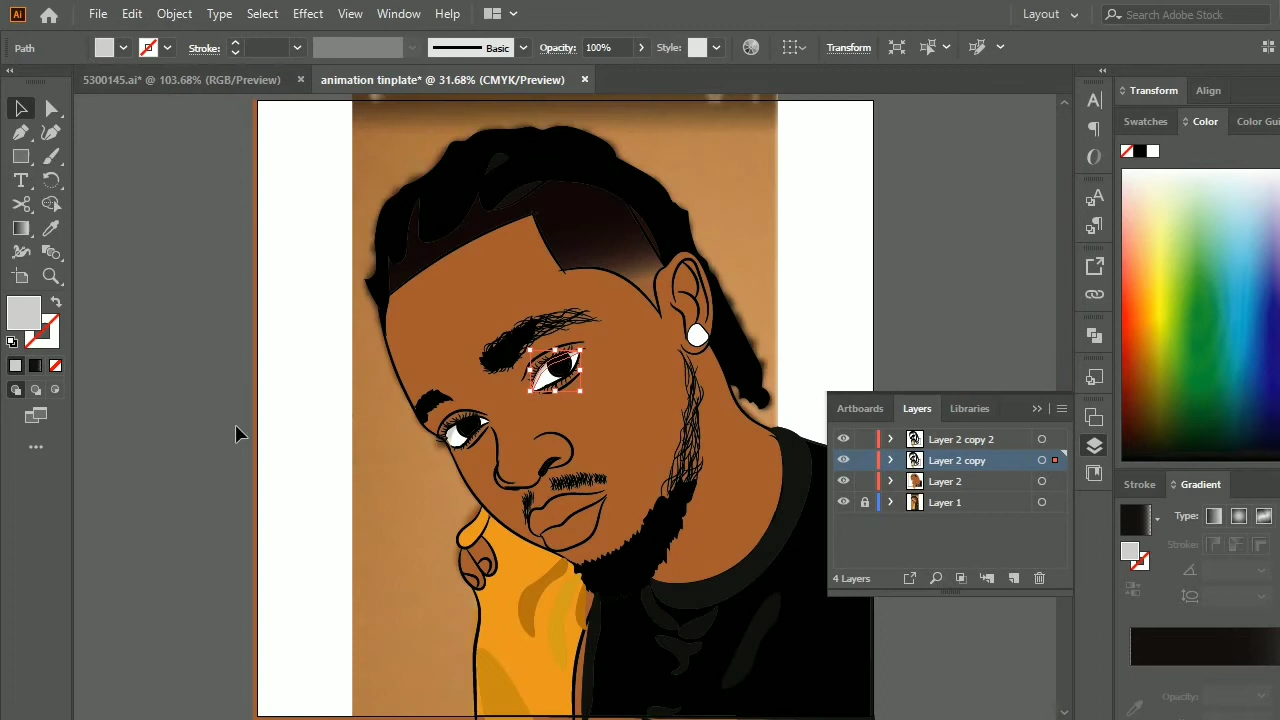 Ai File Edit Object Type Select Effect View Window Help Layout Search Adobe Stock
Path Stroke: Basic Opacity: 100% Style: Transform
5300145.ai* @ 103.68% (RGB/Preview) × animation tinplate* @ 31.68% (CMYK/Preview) ×
Transform Align
Swatches Color Color Gui
Artboards Layers Libraries
Layer 2 copy 2
Layer 2 copy
Layer 2
Layer 1
4 Layers
Stroke Gradient
Type:
Stroke:
Opacity: